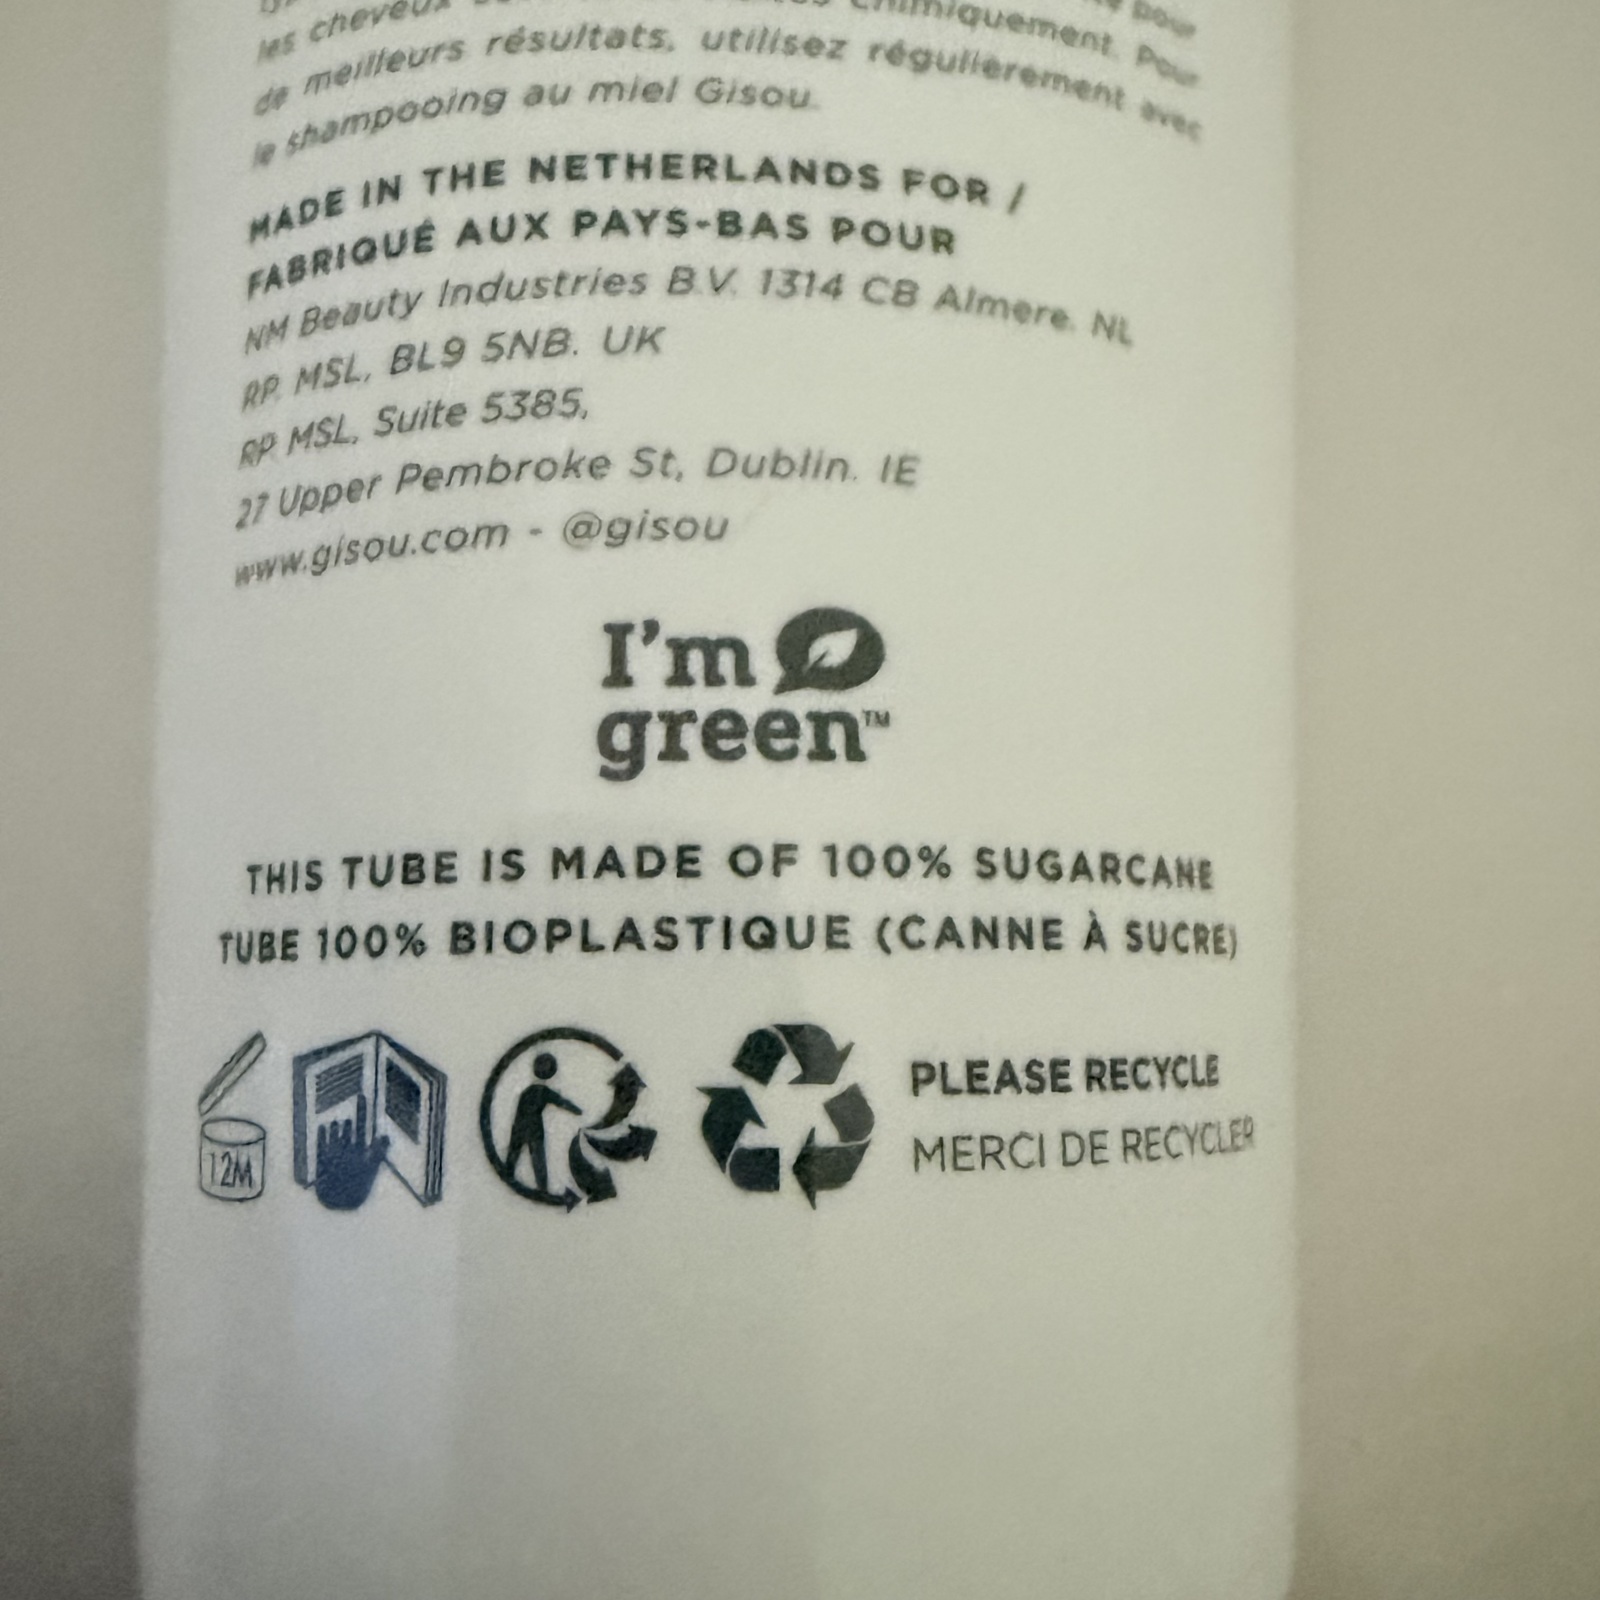 les cheveux chimiquement. Pour
de meilleurs résultats, utilisez régulièrement avec
le shampooing au miel Gisou.
MADE IN THE NETHERLANDS FOR /
FABRIQUÉ AUX PAYS-BAS POUR
NM Beauty Industries B.V. 1314 CB Almere. NL
RP. MSL, BL9 5NB. UK
RP MSL, Suite 5385,
27 Upper Pembroke St, Dublin. IE
www.gisou.com - @gisou
I'm
green™
THIS TUBE IS MADE OF 100% SUGARCANE
TUBE 100% BIOPLASTIQUE (CANNE À SUCRE)
12M
PLEASE RECYCLE
MERCI DE RECYCLER